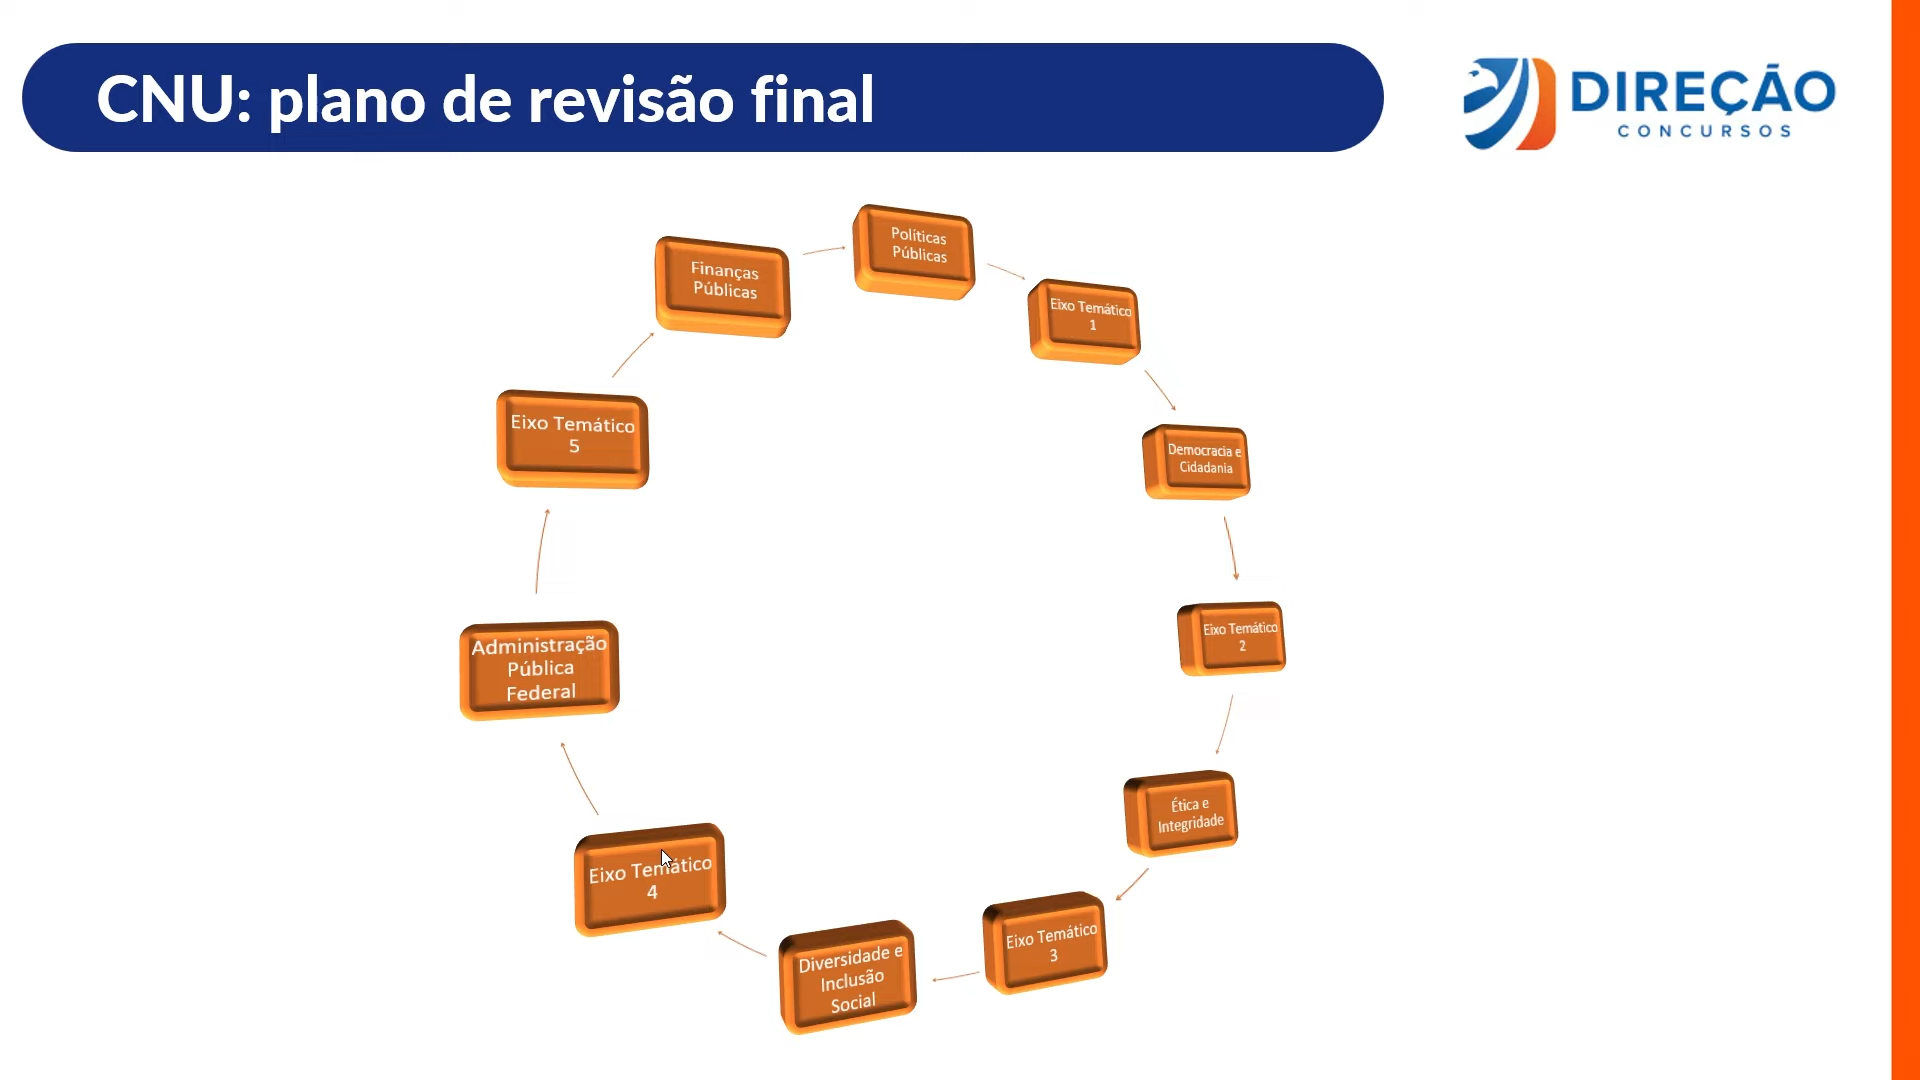 CNU: plano de revisão final
DIREÇÃO
CONCURSOS
Políticas
Públicas
Eixo Temático
1
Democracia e
Cidadania
Eixo Temático
2
Ética e
Integridade
Eixo Temático
3
Diversidade e
Inclusão
Social
Eixo Temático
4
Administração
Pública
Federal
Eixo Temático
5
Finanças
Públicas